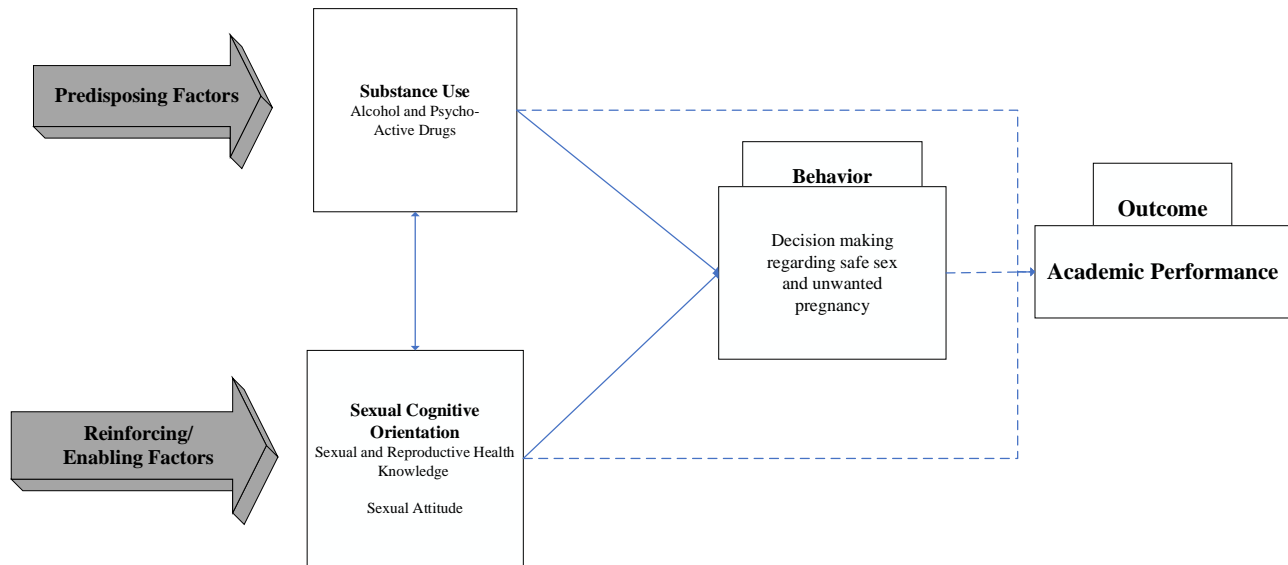 Predisposing Factors
Substance Use
Alcohol and Psycho-
Active Drugs
Behavior
Decision making
regarding safe sex
and unwanted
pregnancy
Outcome
Academic Performance
Reinforcing/
Enabling Factors
Sexual Cognitive
Orientation
Sexual and Reproductive Health
Knowledge
Sexual Attitude